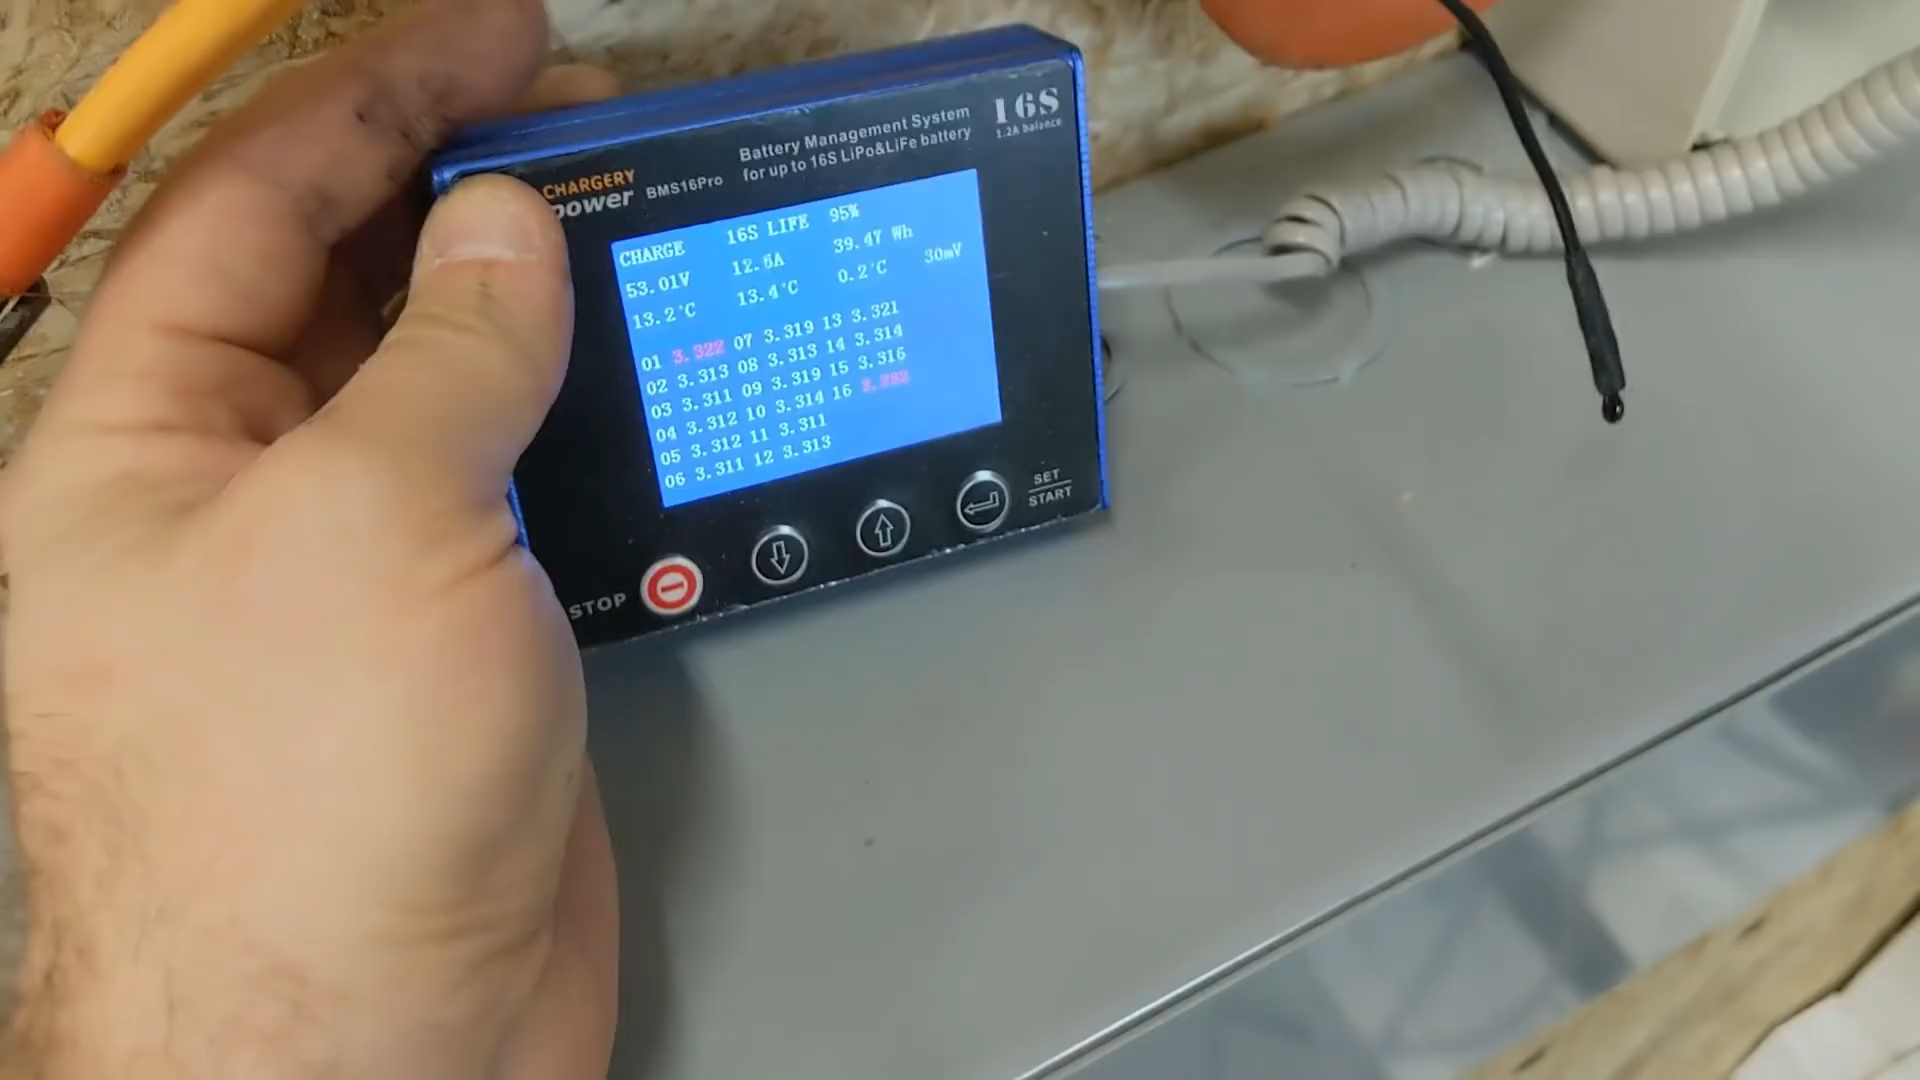 16S
1.2A balance
Battery Management System
for up to 16S LiPo&LiFe battery
CHARGERY
power BMS16Pro
CHARGE 16S LIFE 95%
53.01V 12.5A 39.47 Wh
13.2°C 13.4°C 0.2°C 30mV
01 3.322 07 3.319 13 3.321
02 3.313 08 3.313 14 3.314
03 3.311 09 3.319 15 3.316
04 3.312 10 3.314 16
05 3.312 11 3.311
06 3.311 12 3.313
SET
START
STOP